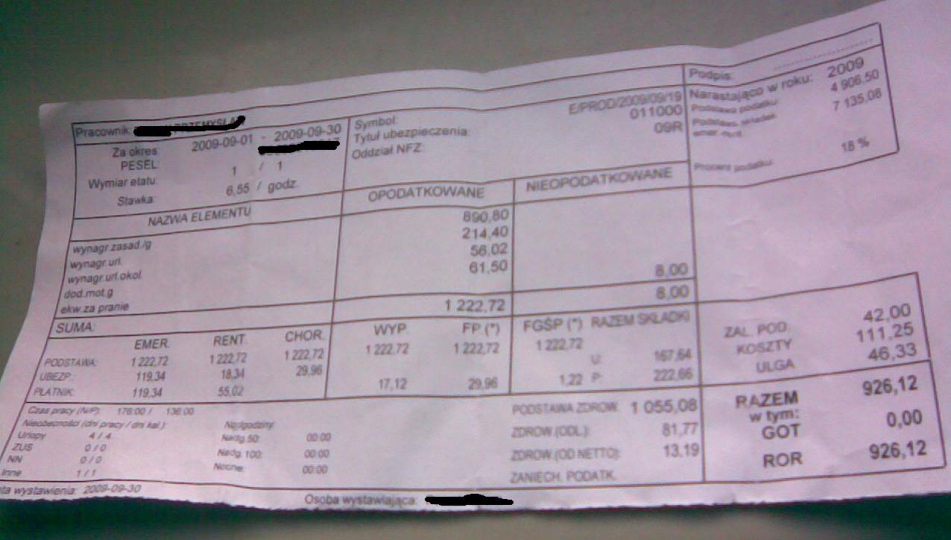 Podpis:
Pracownik: PRZEMYSŁA
Symbol: E/PROD/2009/09/19
Narastająco w roku: 2009
Za okres: 2009-09-01 - 2009-09-30
Tytuł ubezpieczenia: 011000
Podstawa podatku: 4 906,50
PESEL:
Oddział NFZ: 09R
Podstaw. składek emer.-rent. 7 135,08
Wymiar etatu: 1 / 1
Stawka: 6,55 / godz.
Procent podatku: 18 %
NAZWA ELEMENTU OPODATKOWANE NIEOPODATKOWANE
wynagr.zasad./g 890,80
wynagr.url. 214,40
wynagr.url.okol. 56,02
dod.mot.g 61,50
ekw.za pranie 8,00
SUMA: 1 222,72 8,00
EMER. RENT. CHOR. WYP. FP (*) FGŚP (*) RAZEM SKŁADKI
PODSTAWA: 1 222,72 1 222,72 1 222,72 1 222,72 1 222,72 1 222,72
UBEZP.: 119,34 18,34 29,96 U: 167,64
PŁATNIK: 119,34 55,02 17,12 29,96 1,22 P: 222,66
ZAL. POD. 42,00
KOSZTY 111,25
ULGA 46,33
Czas pracy (N/P): 176:00 / 136:00
Nieobecności (dni pracy / dni kal.):
Urlopy 4 / 4
ZUS 0 / 0
NN 0 / 0
Inne 1 / 1
Nadgodziny
Nadg. 50: 00:00
Nadg. 100: 00:00
Nocne: 00:00
PODSTAWA ZDROW. 1 055,08
ZDROW.(ODL.): 81,77
ZDROW.(OD NETTO): 13,19
ZANIECH. PODATK.
RAZEM 926,12
w tym:
GOT 0,00
ROR 926,12
ta wystawienia: 2009-09-30
Osoba wystawiająca: